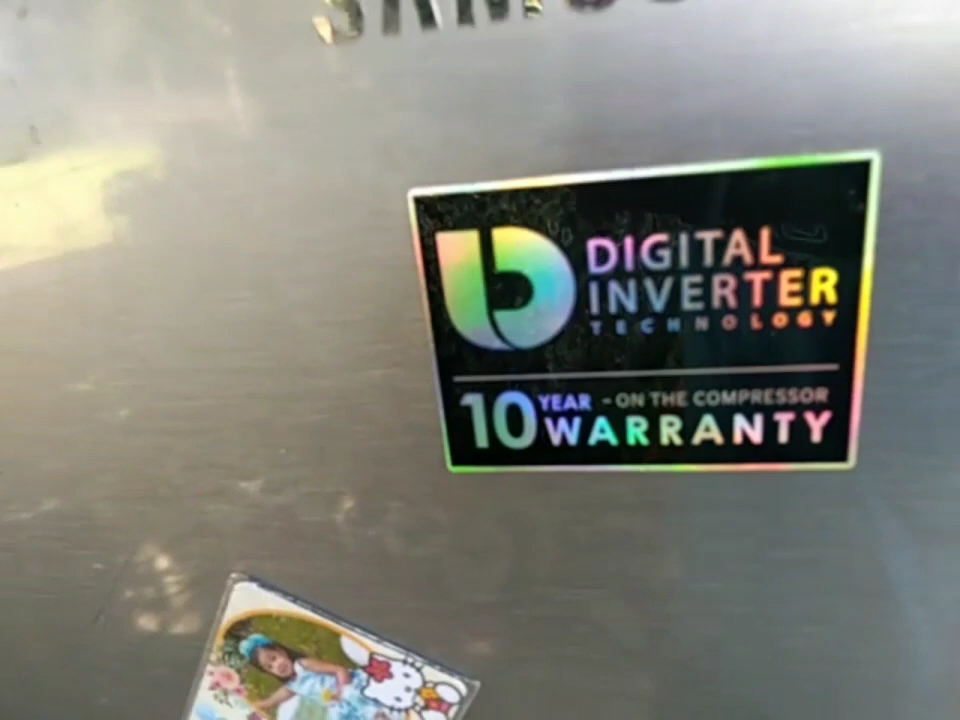 DIGITAL
INVERTER
TECHNOLOGY
10 YEAR - ON THE COMPRESSOR
WARRANTY